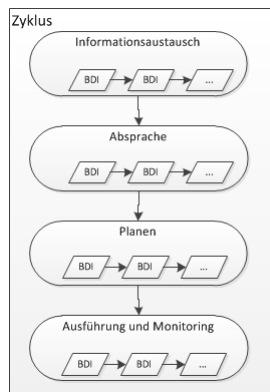 Zyklus
Informationsaustausch
BDI BDI ...
Absprache
BDI BDI ...
Planen
BDI BDI ...
Ausführung und Monitoring
BDI BDI ...